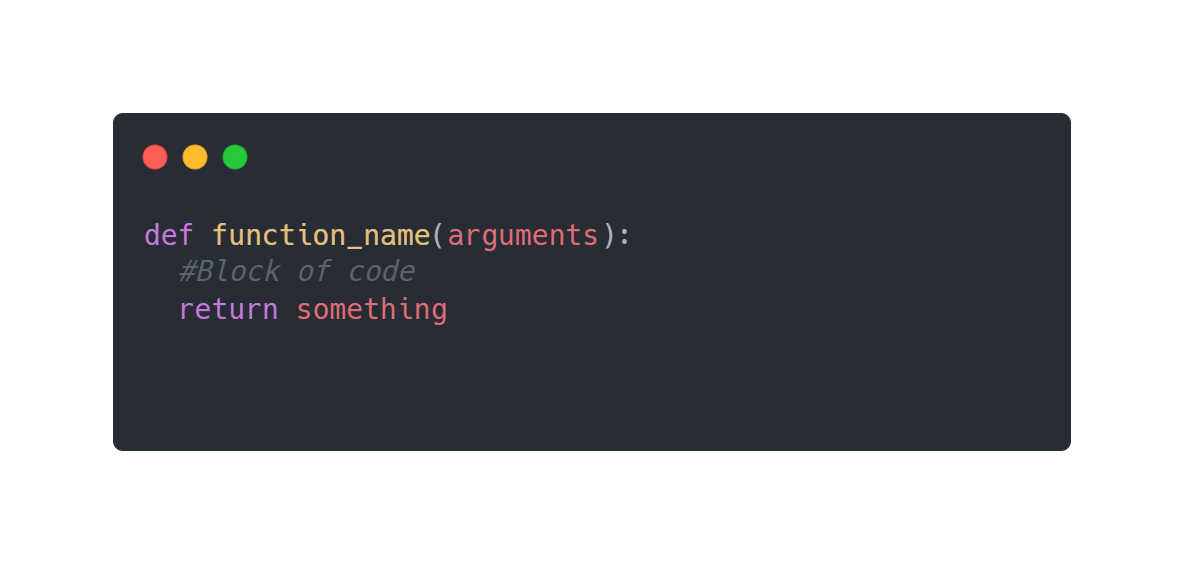 def function_name(arguments):
  #Block of code
  return something